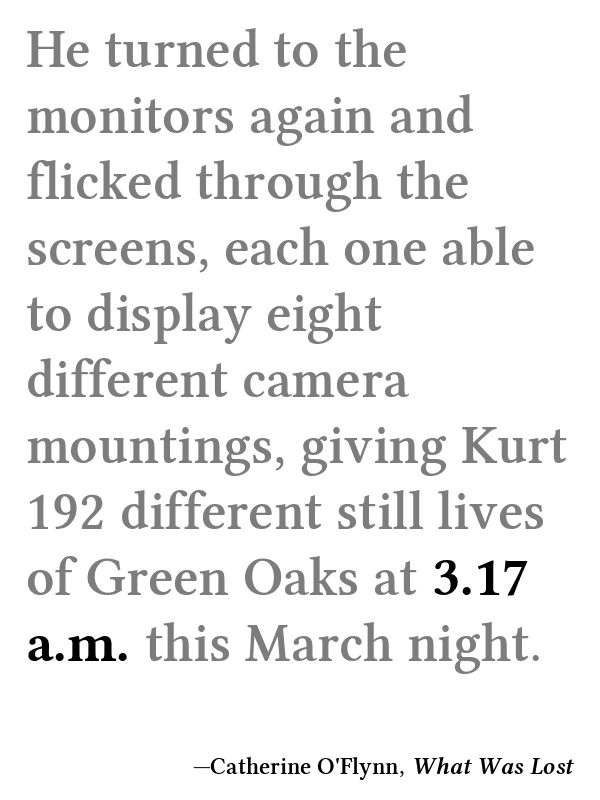 He turned to the
monitors again and
flicked through the
screens, each one able
to display eight
different camera
mountings, giving Kurt
192 different still lives
of Green Oaks at 3.17
a.m. this March night.
—Catherine O'Flynn, What Was Lost